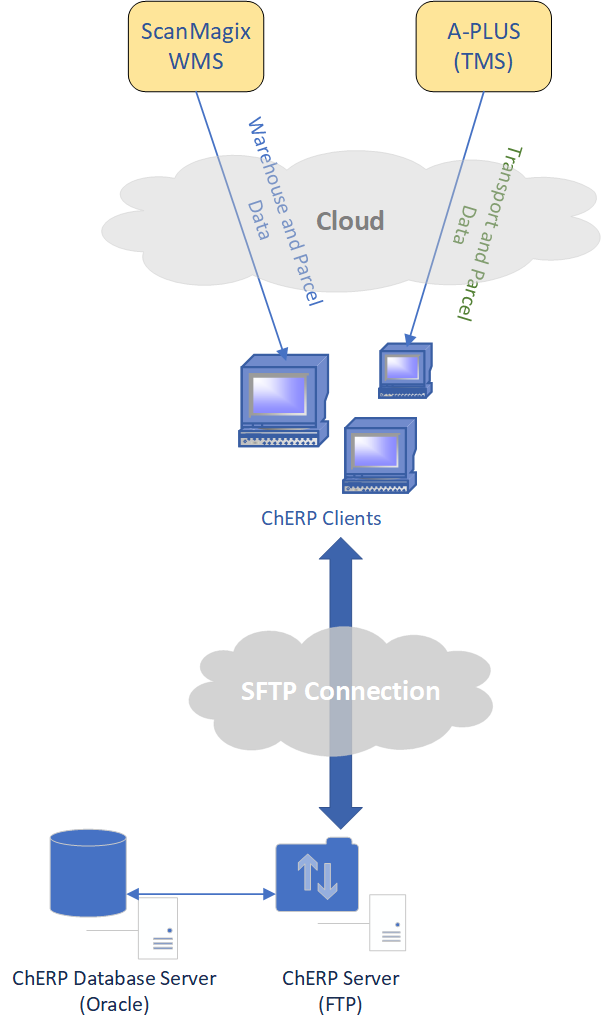 ScanMagix
WMS
A-PLUS
(TMS)
Warehouse and Parcel
Data
Transport and Parcel
Data
Cloud
ChERP Clients
SFTP Connection
ChERP Database Server
(Oracle)
ChERP Server
(FTP)